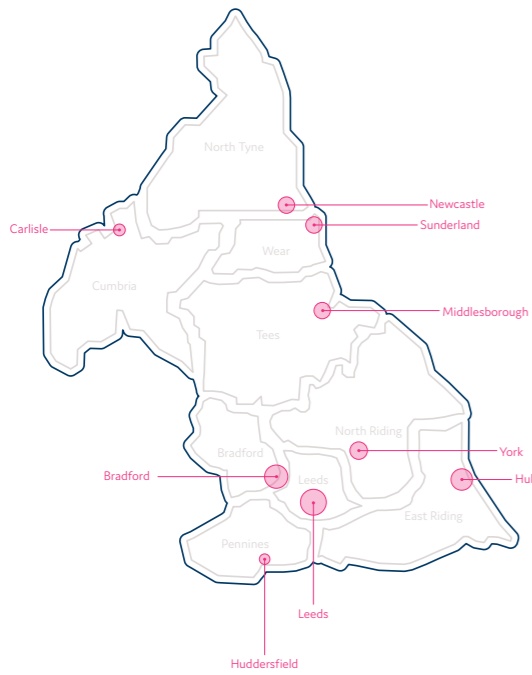 North Tyne
Newcastle
Sunderland
Carlisle
Wear
Cumbria
Middlesborough
Tees
North Riding
York
Bradford
Leeds
Bradford
Hul
East Riding
Pennines
Leeds
Huddersfield